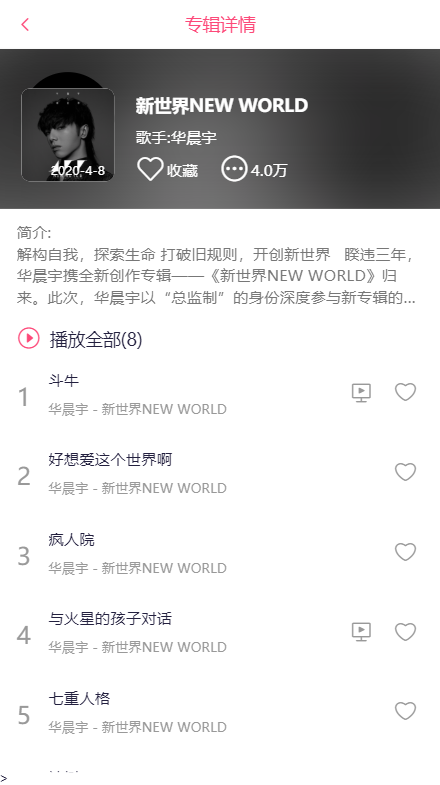 专辑详情
新世界NEW WORLD
歌手:华晨宇
2020-4-8
收藏 4.0万
简介:
解构自我，探索生命 打破旧规则，开创新世界 暌违三年，
华晨宇携全新创作专辑——《新世界NEW WORLD》归
来。此次，华晨宇以“总监制”的身份深度参与新专辑的...
播放全部(8)
1 斗牛
华晨宇 - 新世界NEW WORLD
2 好想爱这个世界啊
华晨宇 - 新世界NEW WORLD
3 疯人院
华晨宇 - 新世界NEW WORLD
4 与火星的孩子对话
华晨宇 - 新世界NEW WORLD
5 七重人格
华晨宇 - 新世界NEW WORLD
>